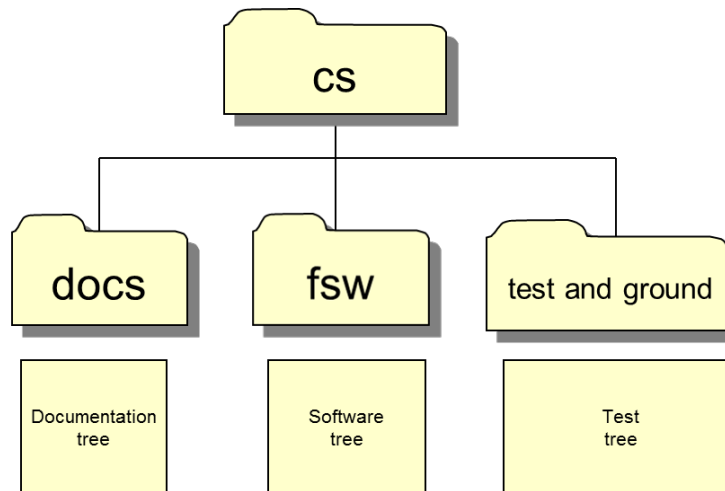 cs
docs
fsw
test and ground
Documentation
tree
Software
tree
Test
tree